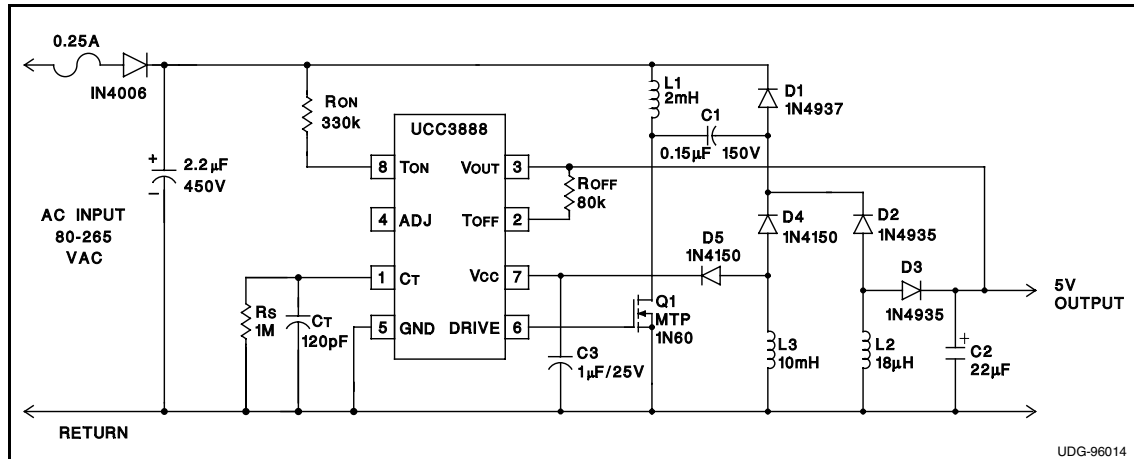 0.25A
IN4006
RON
330k
2.2µF
450V
+
–
AC INPUT
80-265
VAC
RS
1M
CT
120pF
UCC3888
8 TON
4 ADJ
1 CT
5 GND
VOUT 3
TOFF 2
VCC 7
DRIVE 6
ROFF
80k
L1
2mH
C1
0.15µF 150V
D1
1N4937
D4
1N4150
D2
1N4935
D5
1N4150
D3
1N4935
Q1
MTP
1N60
C3
1µF/25V
L3
10mH
L2
18µH
+
C2
22µF
5V
OUTPUT
RETURN
UDG-96014